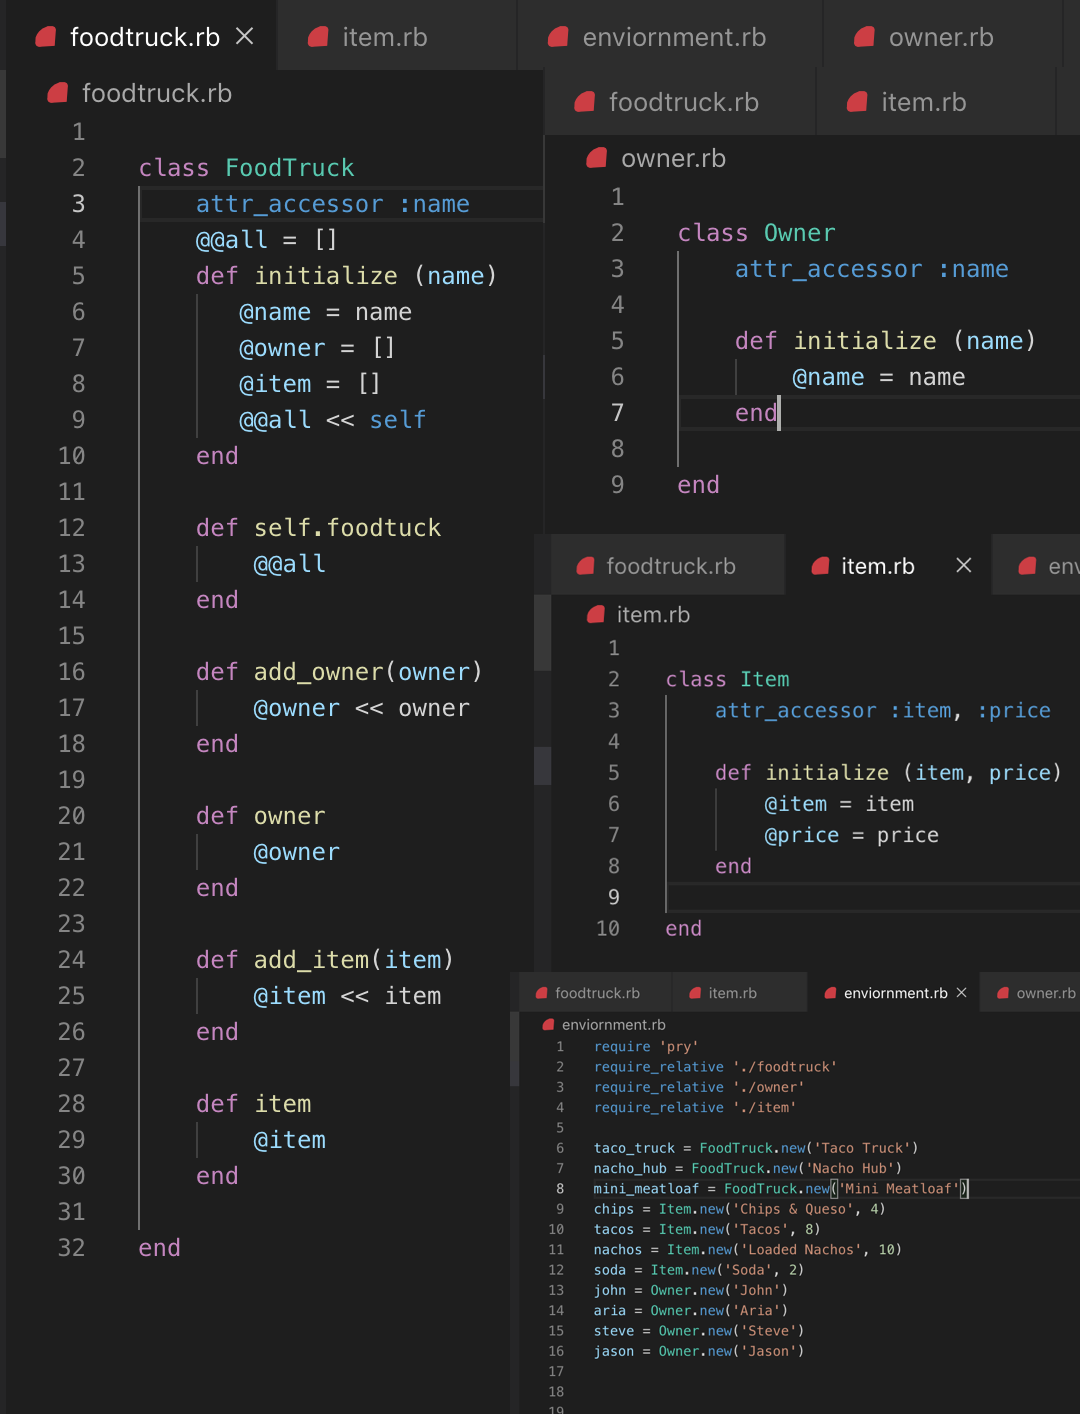 foodtruck.rb × item.rb enviornment.rb owner.rb
foodtruck.rb
1
2 class FoodTruck
3 attr_accessor :name
4 @@all = []
5 def initialize (name)
6 @name = name
7 @owner = []
8 @item = []
9 @@all << self
10 end
11
12 def self.foodtuck
13 @@all
14 end
15
16 def add_owner(owner)
17 @owner << owner
18 end
19
20 def owner
21 @owner
22 end
23
24 def add_item(item)
25 @item << item
26 end
27
28 def item
29 @item
30 end
31
32 end
foodtruck.rb item.rb
owner.rb
1
2 class Owner
3 attr_accessor :name
4
5 def initialize (name)
6 @name = name
7 end
8
9 end
foodtruck.rb item.rb × env
item.rb
1
2 class Item
3 attr_accessor :item, :price
4
5 def initialize (item, price)
6 @item = item
7 @price = price
8 end
9
10 end
foodtruck.rb item.rb enviornment.rb × owner.rb
enviornment.rb
1 require 'pry'
2 require_relative './foodtruck'
3 require_relative './owner'
4 require_relative './item'
5
6 taco_truck = FoodTruck.new('Taco Truck')
7 nacho_hub = FoodTruck.new('Nacho Hub')
8 mini_meatloaf = FoodTruck.new('Mini Meatloaf')
9 chips = Item.new('Chips & Queso', 4)
10 tacos = Item.new('Tacos', 8)
11 nachos = Item.new('Loaded Nachos', 10)
12 soda = Item.new('Soda', 2)
13 john = Owner.new('John')
14 aria = Owner.new('Aria')
15 steve = Owner.new('Steve')
16 jason = Owner.new('Jason')
17
18
19